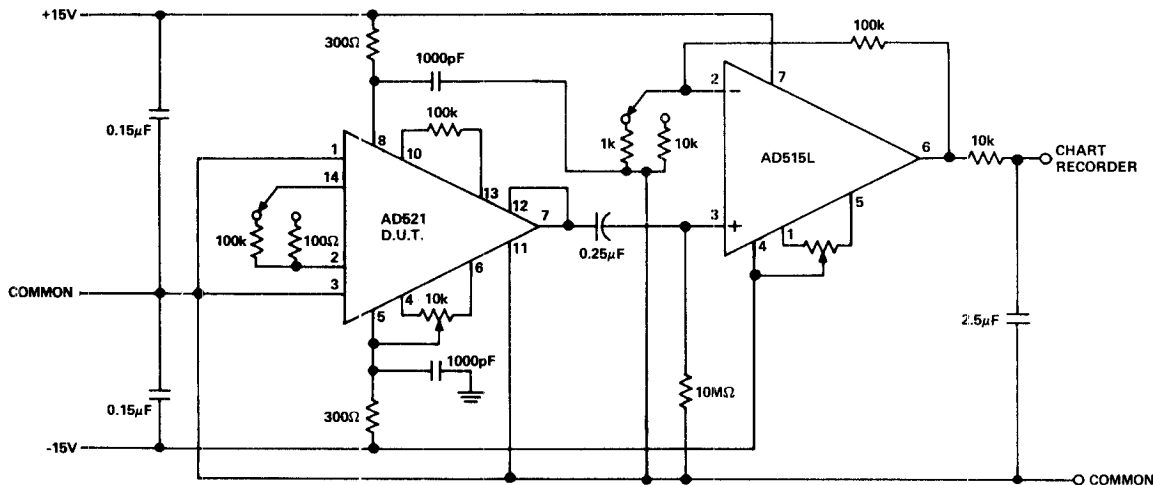 +15V
300Ω
1000pF
100k
2
7
0.15µF
8
10
100k
1k
10k
AD515L
6
10k
CHART
RECORDER
1
14
13
12
AD521
D.U.T.
7
100k
100Ω
11
0.25µF
3
4
1
5
2
6
COMMON
3
4
10k
5
1000pF
2.5µF
0.15µF
300Ω
10MΩ
-15V
COMMON